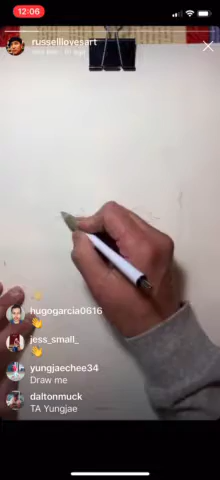 12:06
russelllovesart
hugogarcia0616
jess_small_
yungjaechee34
Draw me
daltonmuck
TA Yungjae